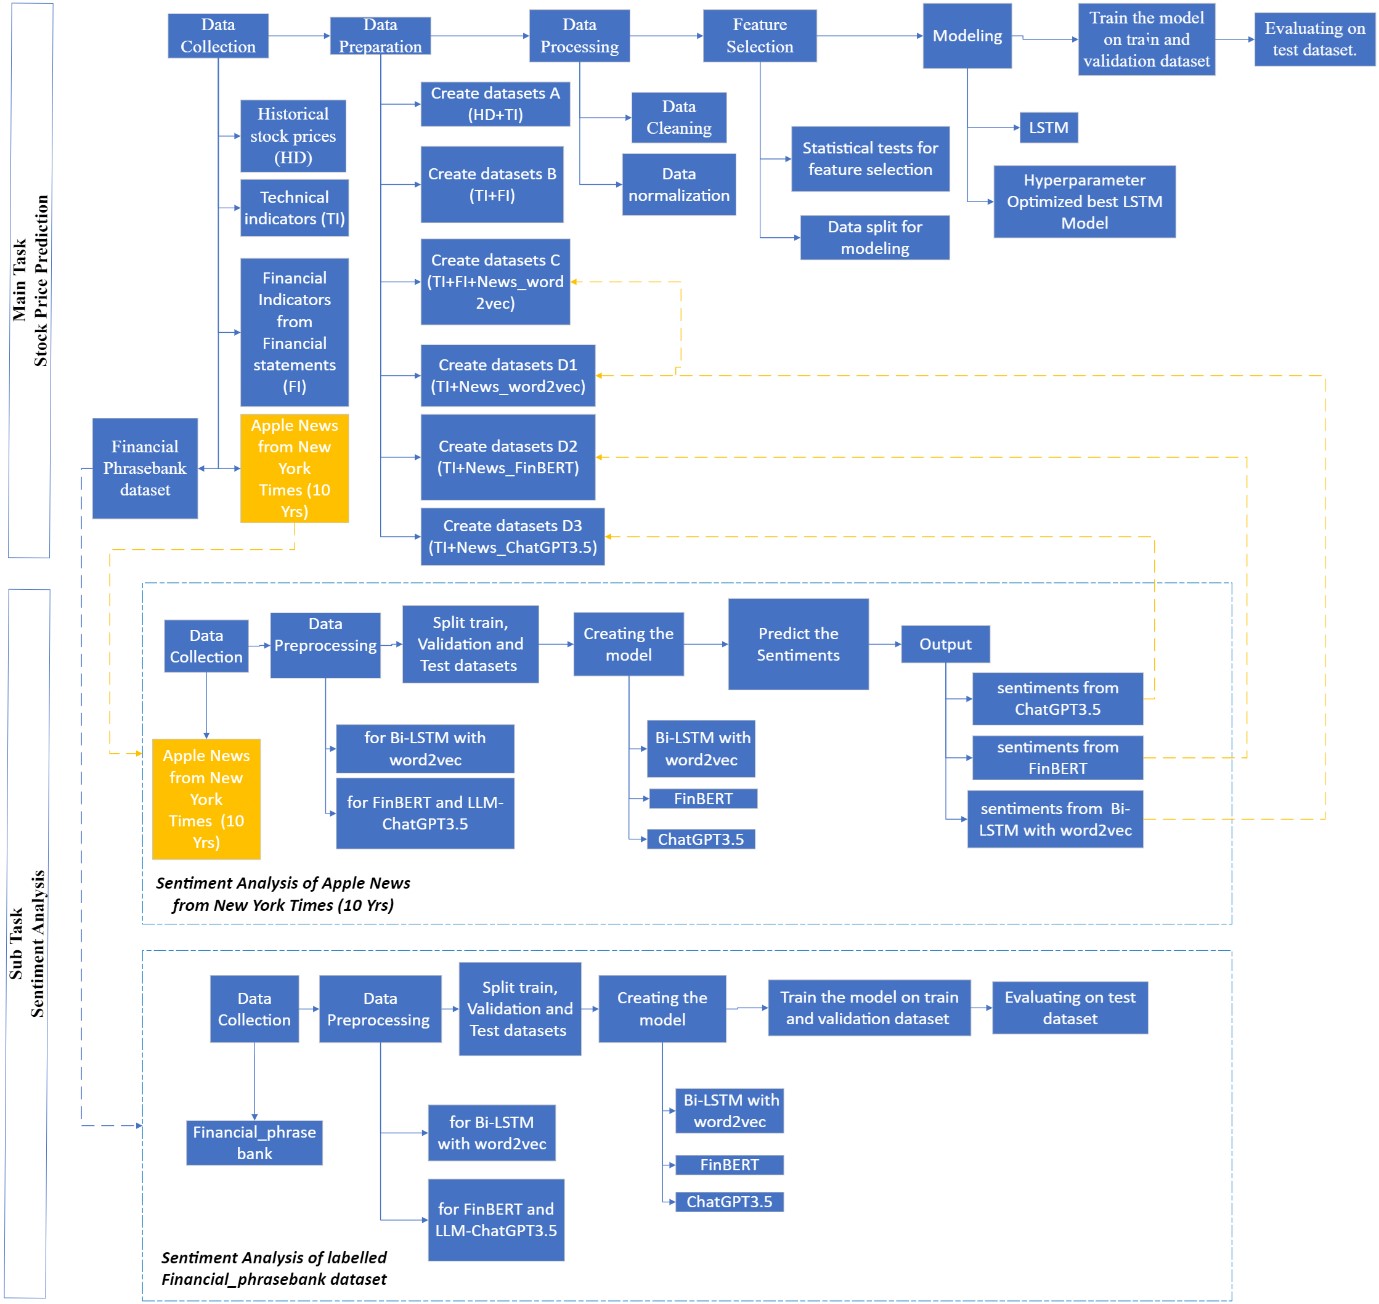 Main Task
Stock Price Prediction
Data
Collection
Data
Preparation
Data
Processing
Feature
Selection
Modeling
Train the model
on train and
validation dataset
Evaluating on
test dataset.
Historical
stock prices
(HD)
Technical
indicators (TI)
Financial
Indicators
from
Financial
statements
(FI)
Apple News
from New
York
Times (10
Yrs)
Financial
Phrasebank
dataset
Create datasets A
(HD+TI)
Create datasets B
(TI+FI)
Create datasets C
(TI+FI+News_word
2vec)
Create datasets D1
(TI+News_word2vec)
Create datasets D2
(TI+News_FinBERT)
Create datasets D3
(TI+News_ChatGPT3.5)
Data
Cleaning
Data
normalization
Statistical tests for
feature selection
Data split for
modeling
LSTM
Hyperparameter
Optimized best LSTM
Model
Sub Task
Sentiment Analysis
Data
Collection
Data
Preprocessing
Split train,
Validation and
Test datasets
Creating the
model
Predict the
Sentiments
Output
Apple News
from New
York
Times (10
Yrs)
for Bi-LSTM with
word2vec
for FinBERT and LLM-
ChatGPT3.5
Bi-LSTM with
word2vec
FinBERT
ChatGPT3.5
sentiments from
ChatGPT3.5
sentiments from
FinBERT
sentiments from Bi-
LSTM with word2vec
Sentiment Analysis of Apple News
from New York Times (10 Yrs)
Data
Collection
Data
Preprocessing
Split train,
Validation and
Test datasets
Creating the
model
Train the model on train
and validation dataset
Evaluating on test
dataset
Financial_phrase
bank
for Bi-LSTM
with word2vec
for FinBERT and
LLM-ChatGPT3.5
Bi-LSTM with
word2vec
FinBERT
ChatGPT3.5
Sentiment Analysis of labelled
Financial_phrasebank dataset